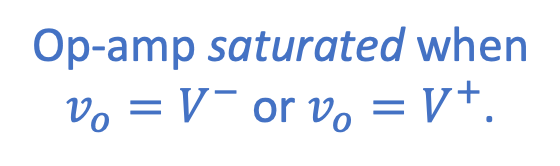 Op-amp saturated when
𝑣ₒ = 𝑉⁻ or 𝑣ₒ = 𝑉⁺.